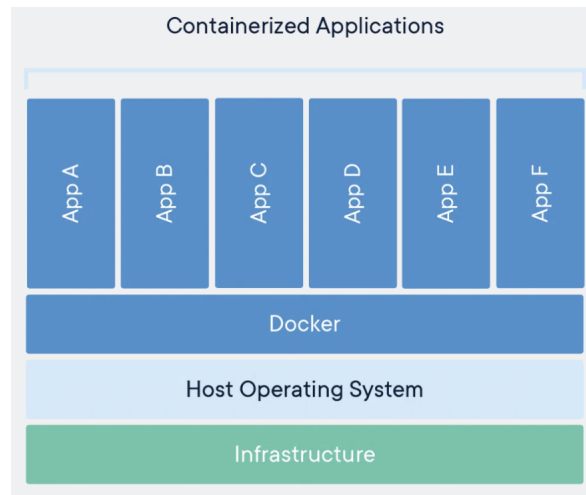 Containerized Applications
App A
App B
App C
App D
App E
App F
Docker
Host Operating System
Infrastructure